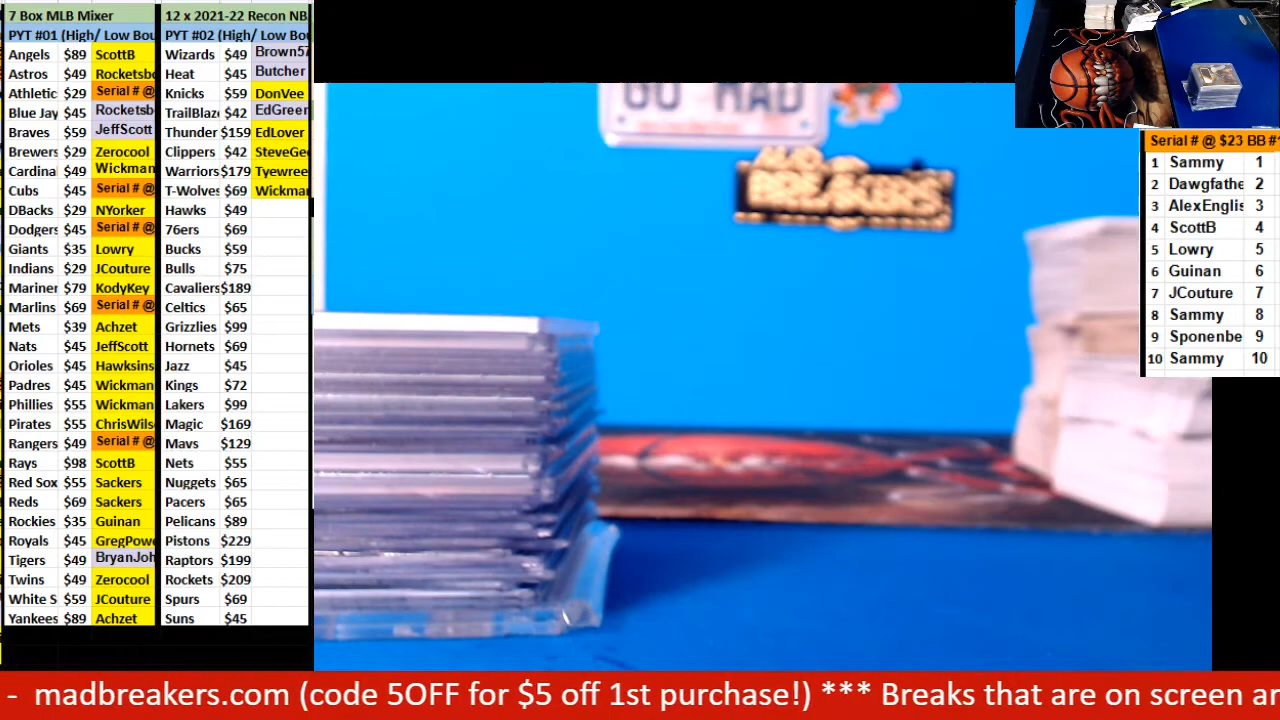 7 Box MLB Mixer
PYT #01 (High/ Low Bou
Angels $89 ScottB
Astros $49 Rocketsbo
Athletic $29 Serial # @
Blue Jay $45 Rocketsb
Braves $59 JeffScott
Brewers $29 Zerocool
Cardina $49 Wickman
Cubs $45 Serial # @
DBacks $29 NYorker
Dodgers $45 Serial # @
Giants $35 Lowry
Indians $29 JCouture
Mariner $79 KodyKey
Marlins $69 Serial # @
Mets $39 Achzet
Nats $45 JeffScott
Orioles $45 Hawksins
Padres $45 Wickman
Phillies $55 Wickman
Pirates $55 ChrisWils
Rangers $49 Serial # @
Rays $98 ScottB
Red Sox $55 Sackers
Reds $69 Sackers
Rockies $35 Guinan
Royals $45 GregPowe
Tigers $49 BryanJoh
Twins $49 Zerocool
White S $59 JCouture
Yankees $89 Achzet
12 x 2021-22 Recon NB
PYT #02 (High/ Low Bou
Wizards $49 Brown57
Heat $45 Butcher
Knicks $59 DonVee
TrailBlaz $42 EdGreer
Thunder $159 EdLover
Clippers $42 SteveGe
Warriors $179 Tyewree
T-Wolves $69 Wickma
Hawks $49
76ers $69
Bucks $59
Bulls $75
Cavaliers $189
Celtics $65
Grizzlies $99
Hornets $69
Jazz $45
Kings $72
Lakers $99
Magic $169
Mavs $129
Nets $55
Nuggets $65
Pacers $65
Pelicans $89
Pistons $229
Raptors $199
Rockets $209
Spurs $69
Suns $45
GO MAD
MAD
BREAKERS
Serial # @ $23 BB #
1 Sammy 1
2 Dawgfathe 2
3 AlexEnglis 3
4 ScottB 4
5 Lowry 5
6 Guinan 6
7 JCouture 7
8 Sammy 8
9 Sponenbe 9
10 Sammy 10
- madbreakers.com (code 5OFF for $5 off 1st purchase!) *** Breaks that are on screen ar